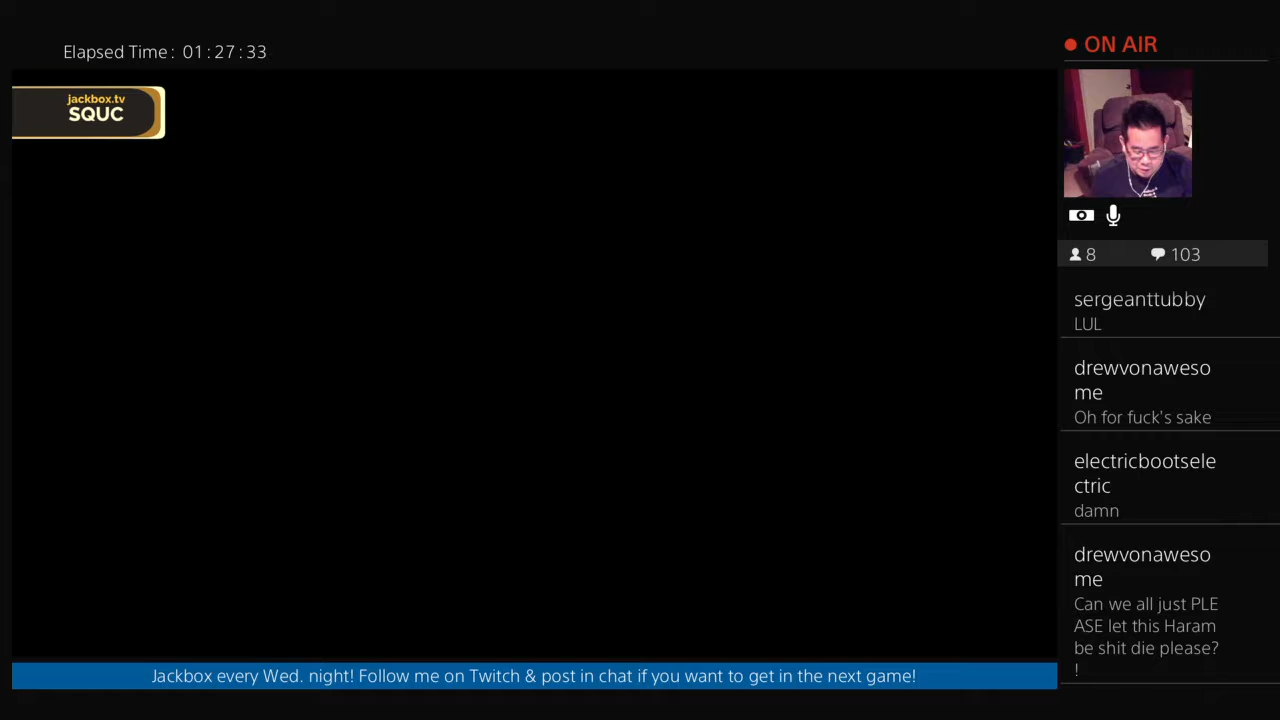 Elapsed Time: 01:27:33
ON AIR
jackbox.tv
SQUC
8 103
sergeanttubby
LUL
drewvonaweso
me
Oh for fuck's sake
electricbootsele
ctric
damn
drewvonaweso
me
Can we all just PLE
ASE let this Haram
be shit die please?
!
Jackbox every Wed. night! Follow me on Twitch & post in chat if you want to get in the next game!